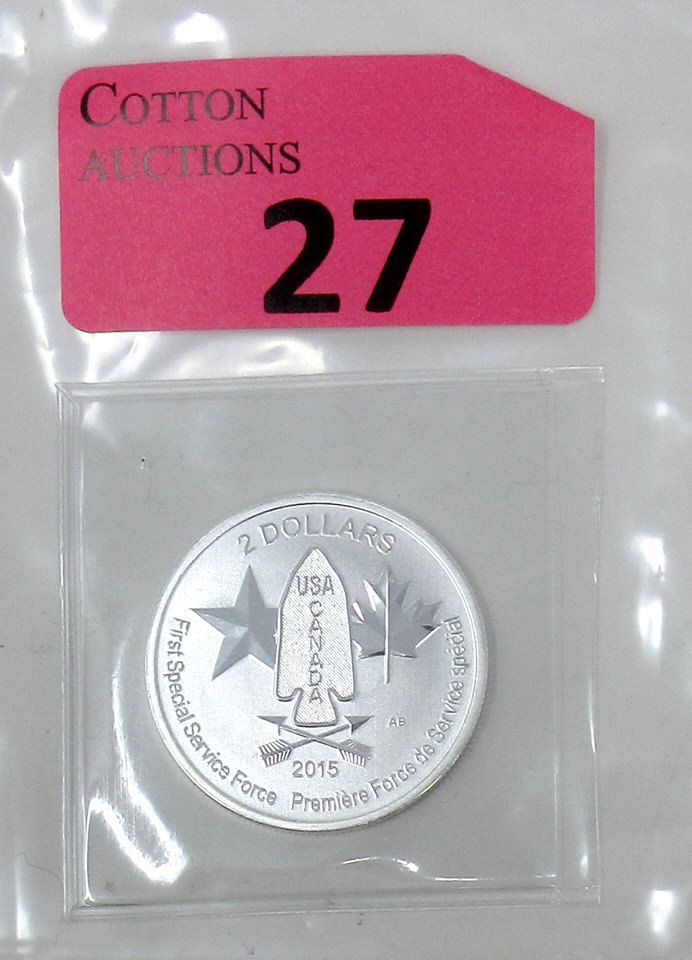 COTTON
AUCTIONS
27
2 DOLLARS
USA
CANADA
AB
2015
First Special Service Force
Première Force de Service spécial